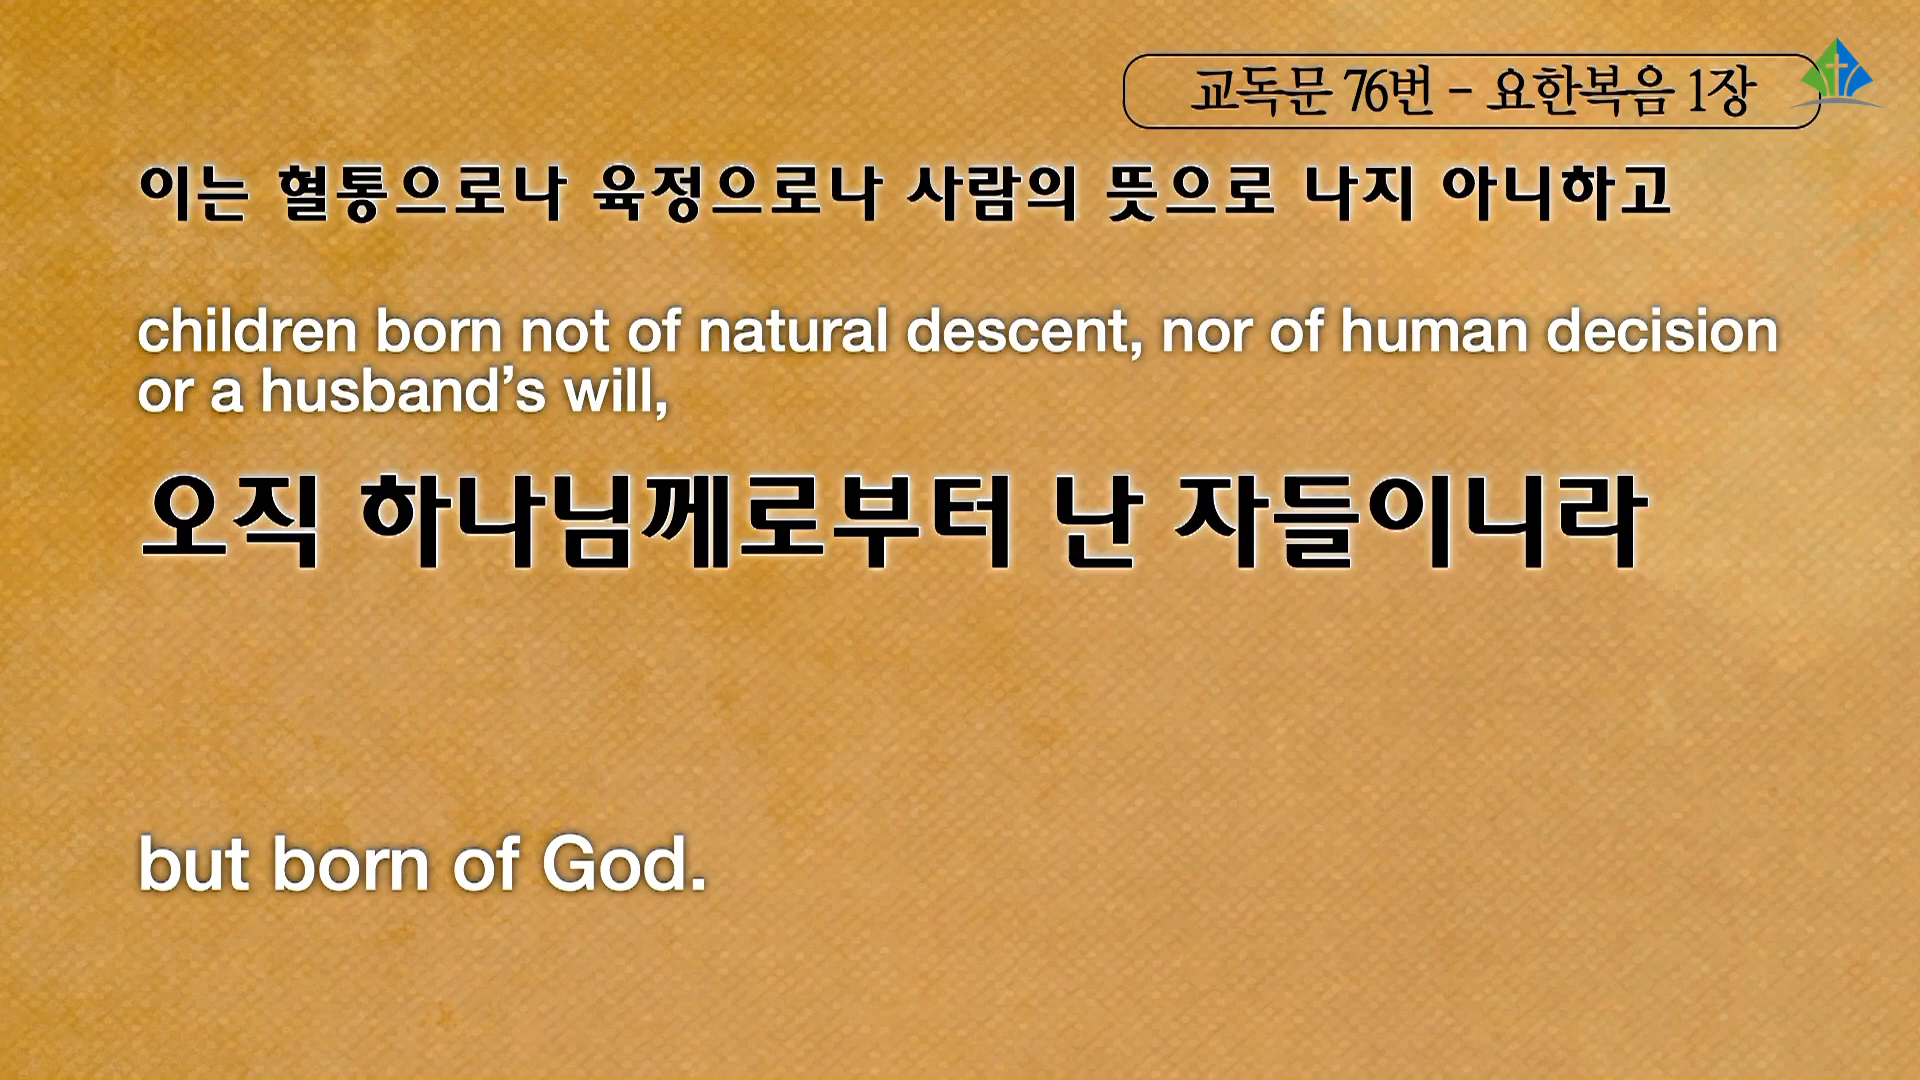 교독문 76번 - 요한복음 1장
이는 혈통으로나 육정으로나 사람의 뜻으로 나지 아니하고
children born not of natural descent, nor of human decision
or a husband’s will,
오직 하나님께로부터 난 자들이니라
but born of God.